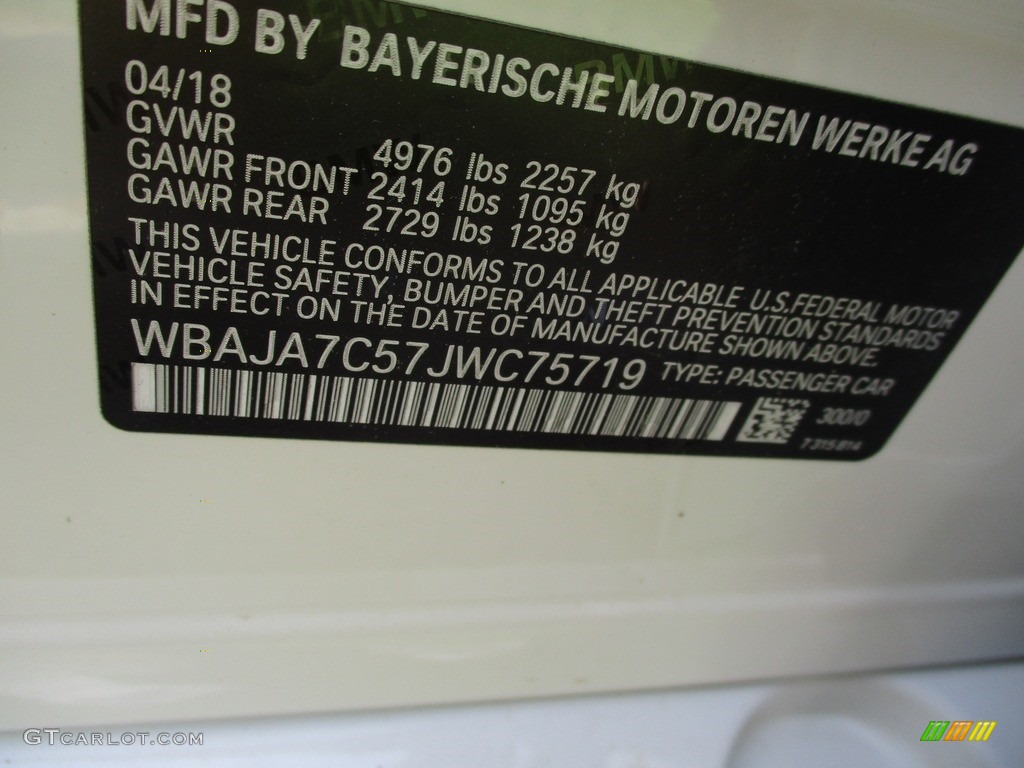 MFD BY BAYERISCHE MOTOREN WERKE AG
04/18
GVWR 4976 lbs 2257 kg
GAWR FRONT 2414 lbs 1095 kg
GAWR REAR 2729 lbs 1238 kg
THIS VEHICLE CONFORMS TO ALL APPLICABLE U.S.FEDERAL MOTOR
VEHICLE SAFETY, BUMPER AND THEFT PREVENTION STANDARDS
IN EFFECT ON THE DATE OF MANUFACTURE SHOWN ABOVE.
WBAJA7C57JWC75719 TYPE: PASSENGER CAR
300/0
7315814
GTCARLOT.COM